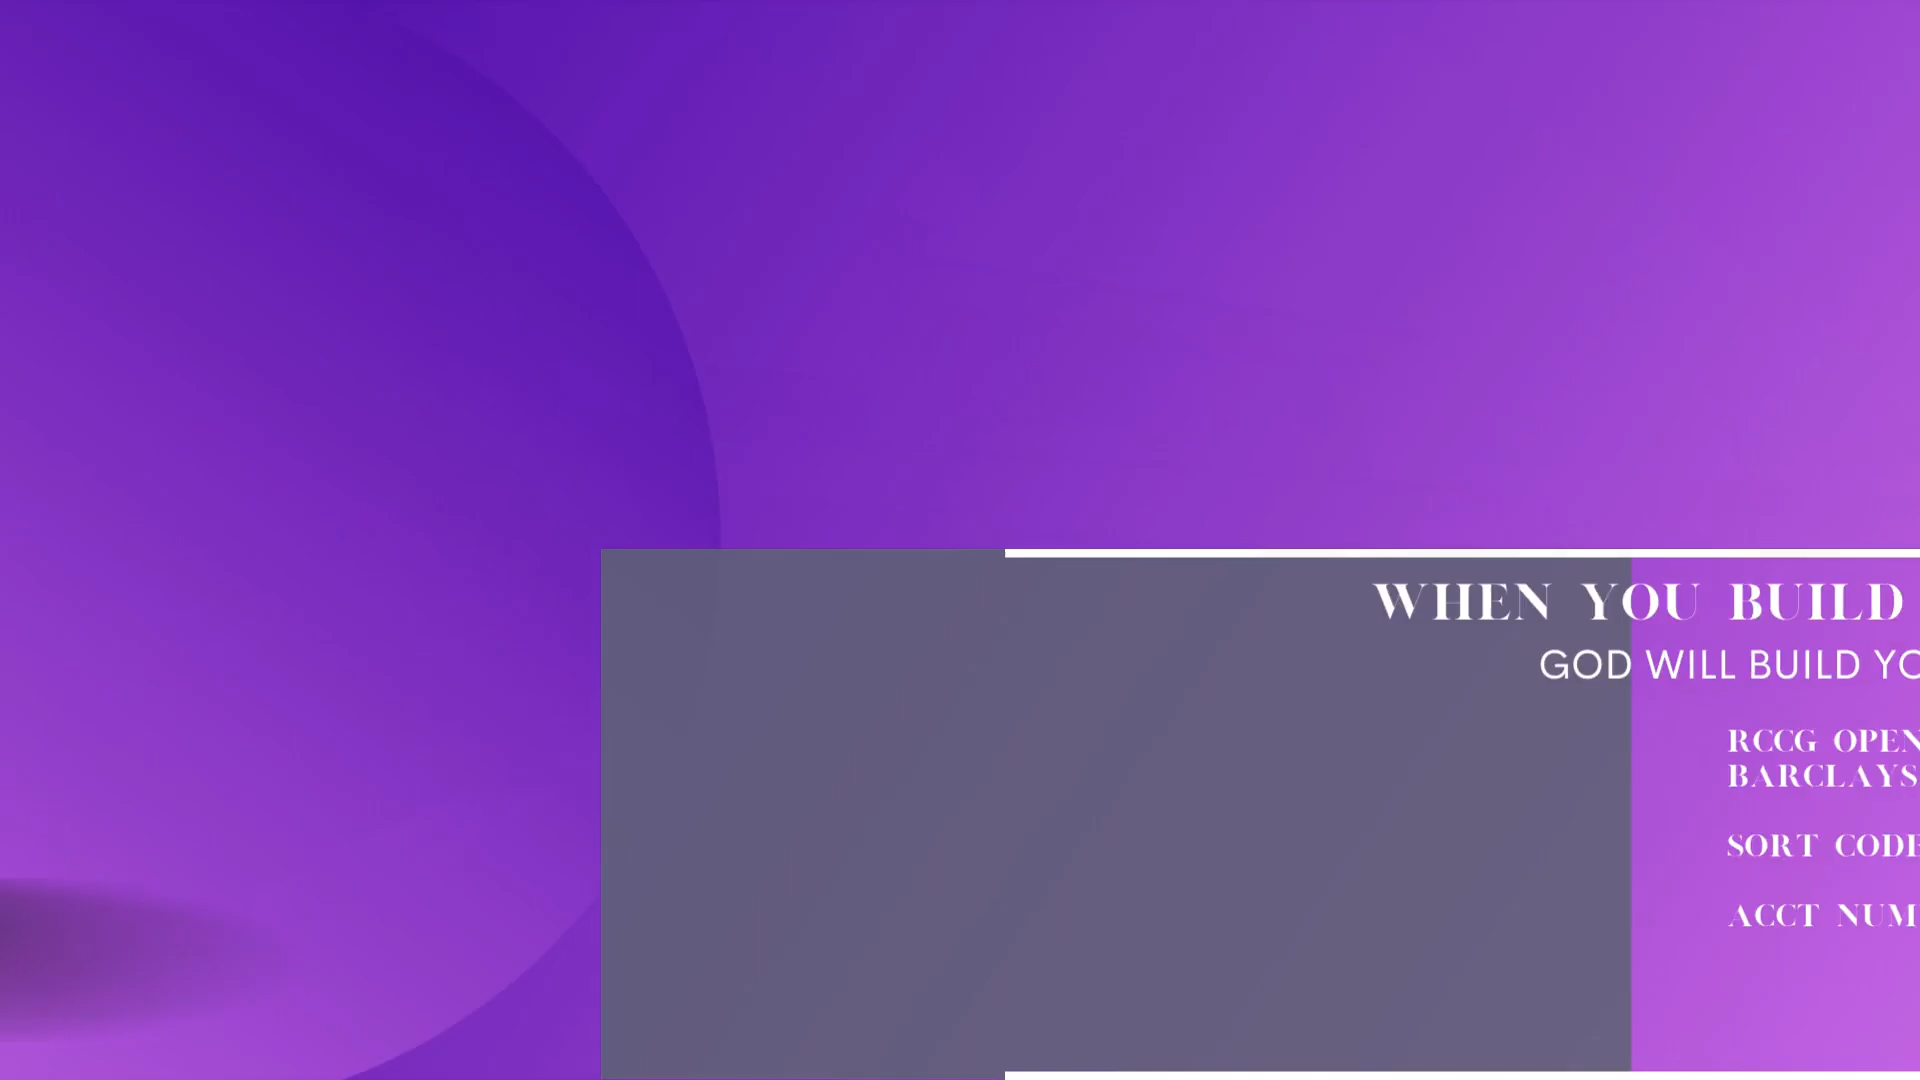 WHEN YOU BUILD
GOD WILL BUILD YO
RCCG OPEN
BARCLAYS
SORT CODE
ACCT NUM